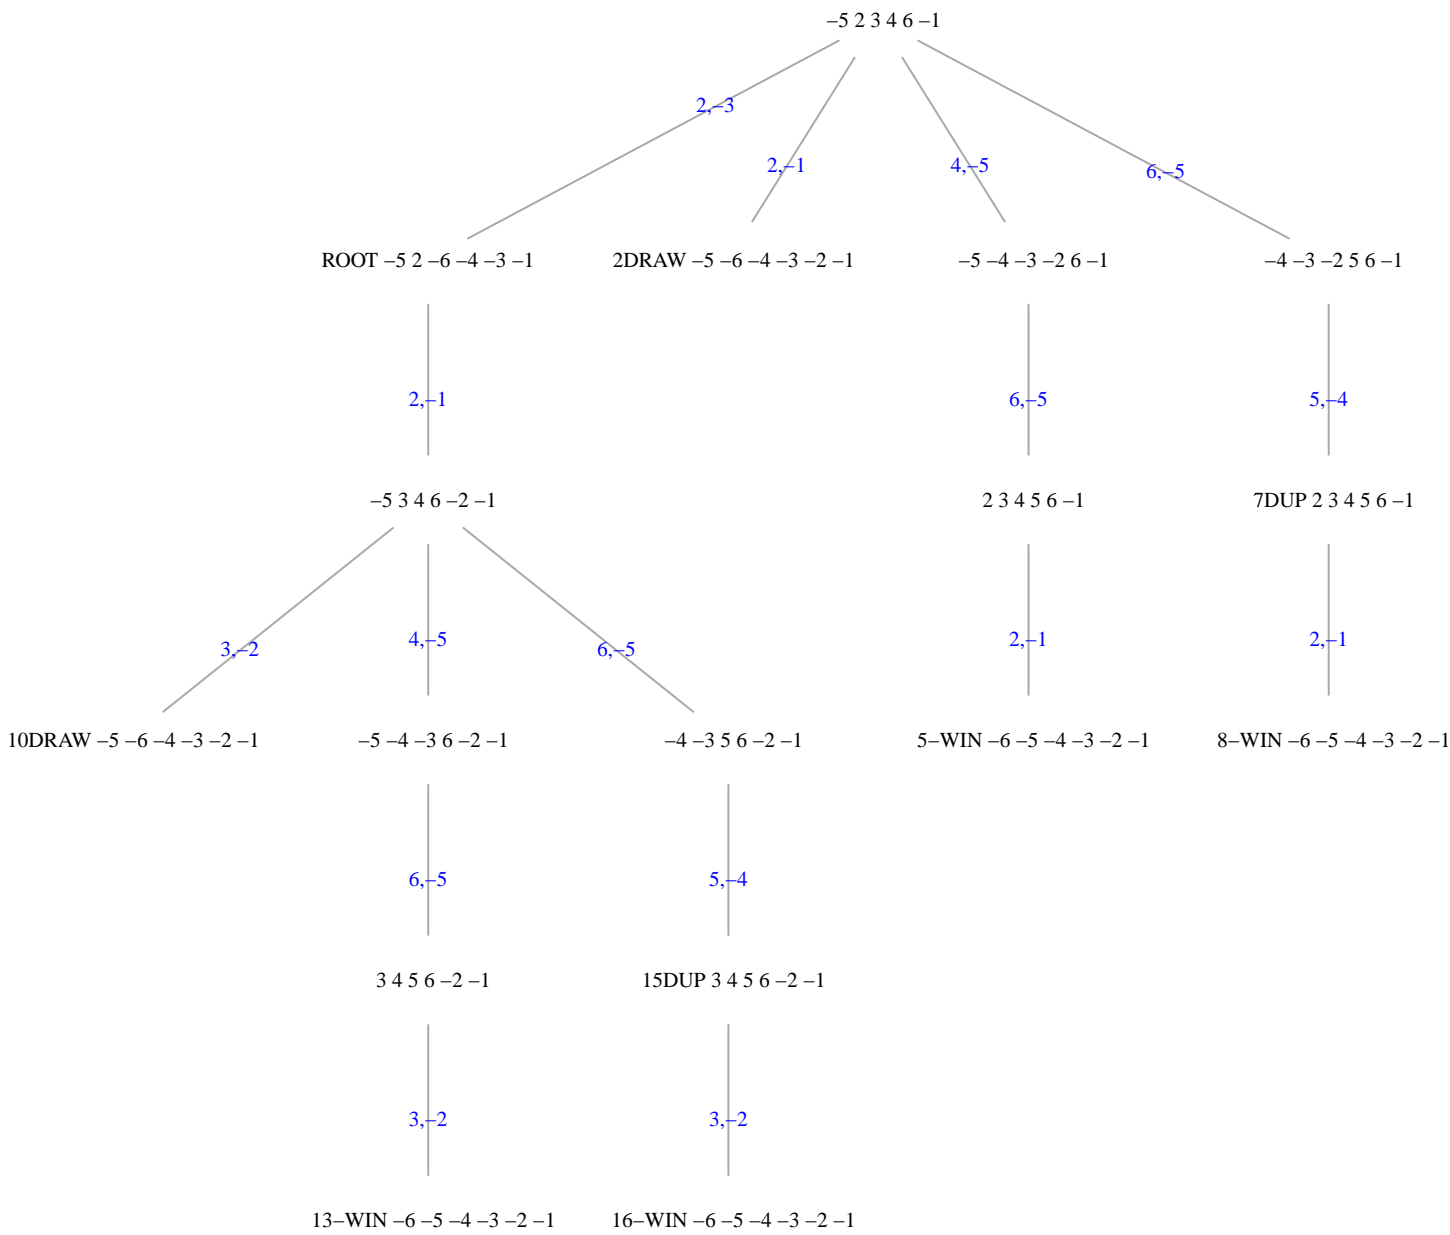 –5 2 3 4 6 –1
2,–3
2,–1
4,–5
6,–5
ROOT –5 2 –6 –4 –3 –1
2DRAW –5 –6 –4 –3 –2 –1
–5 –4 –3 –2 6 –1
–4 –3 –2 5 6 –1
2,–1
6,–5
5,–4
–5 3 4 6 –2 –1
2 3 4 5 6 –1
7DUP 2 3 4 5 6 –1
3,–2
4,–5
6,–5
2,–1
2,–1
10DRAW –5 –6 –4 –3 –2 –1
–5 –4 –3 6 –2 –1
–4 –3 5 6 –2 –1
5–WIN –6 –5 –4 –3 –2 –1
8–WIN –6 –5 –4 –3 –2 –1
6,–5
5,–4
3 4 5 6 –2 –1
15DUP 3 4 5 6 –2 –1
3,–2
3,–2
13–WIN –6 –5 –4 –3 –2 –1
16–WIN –6 –5 –4 –3 –2 –1